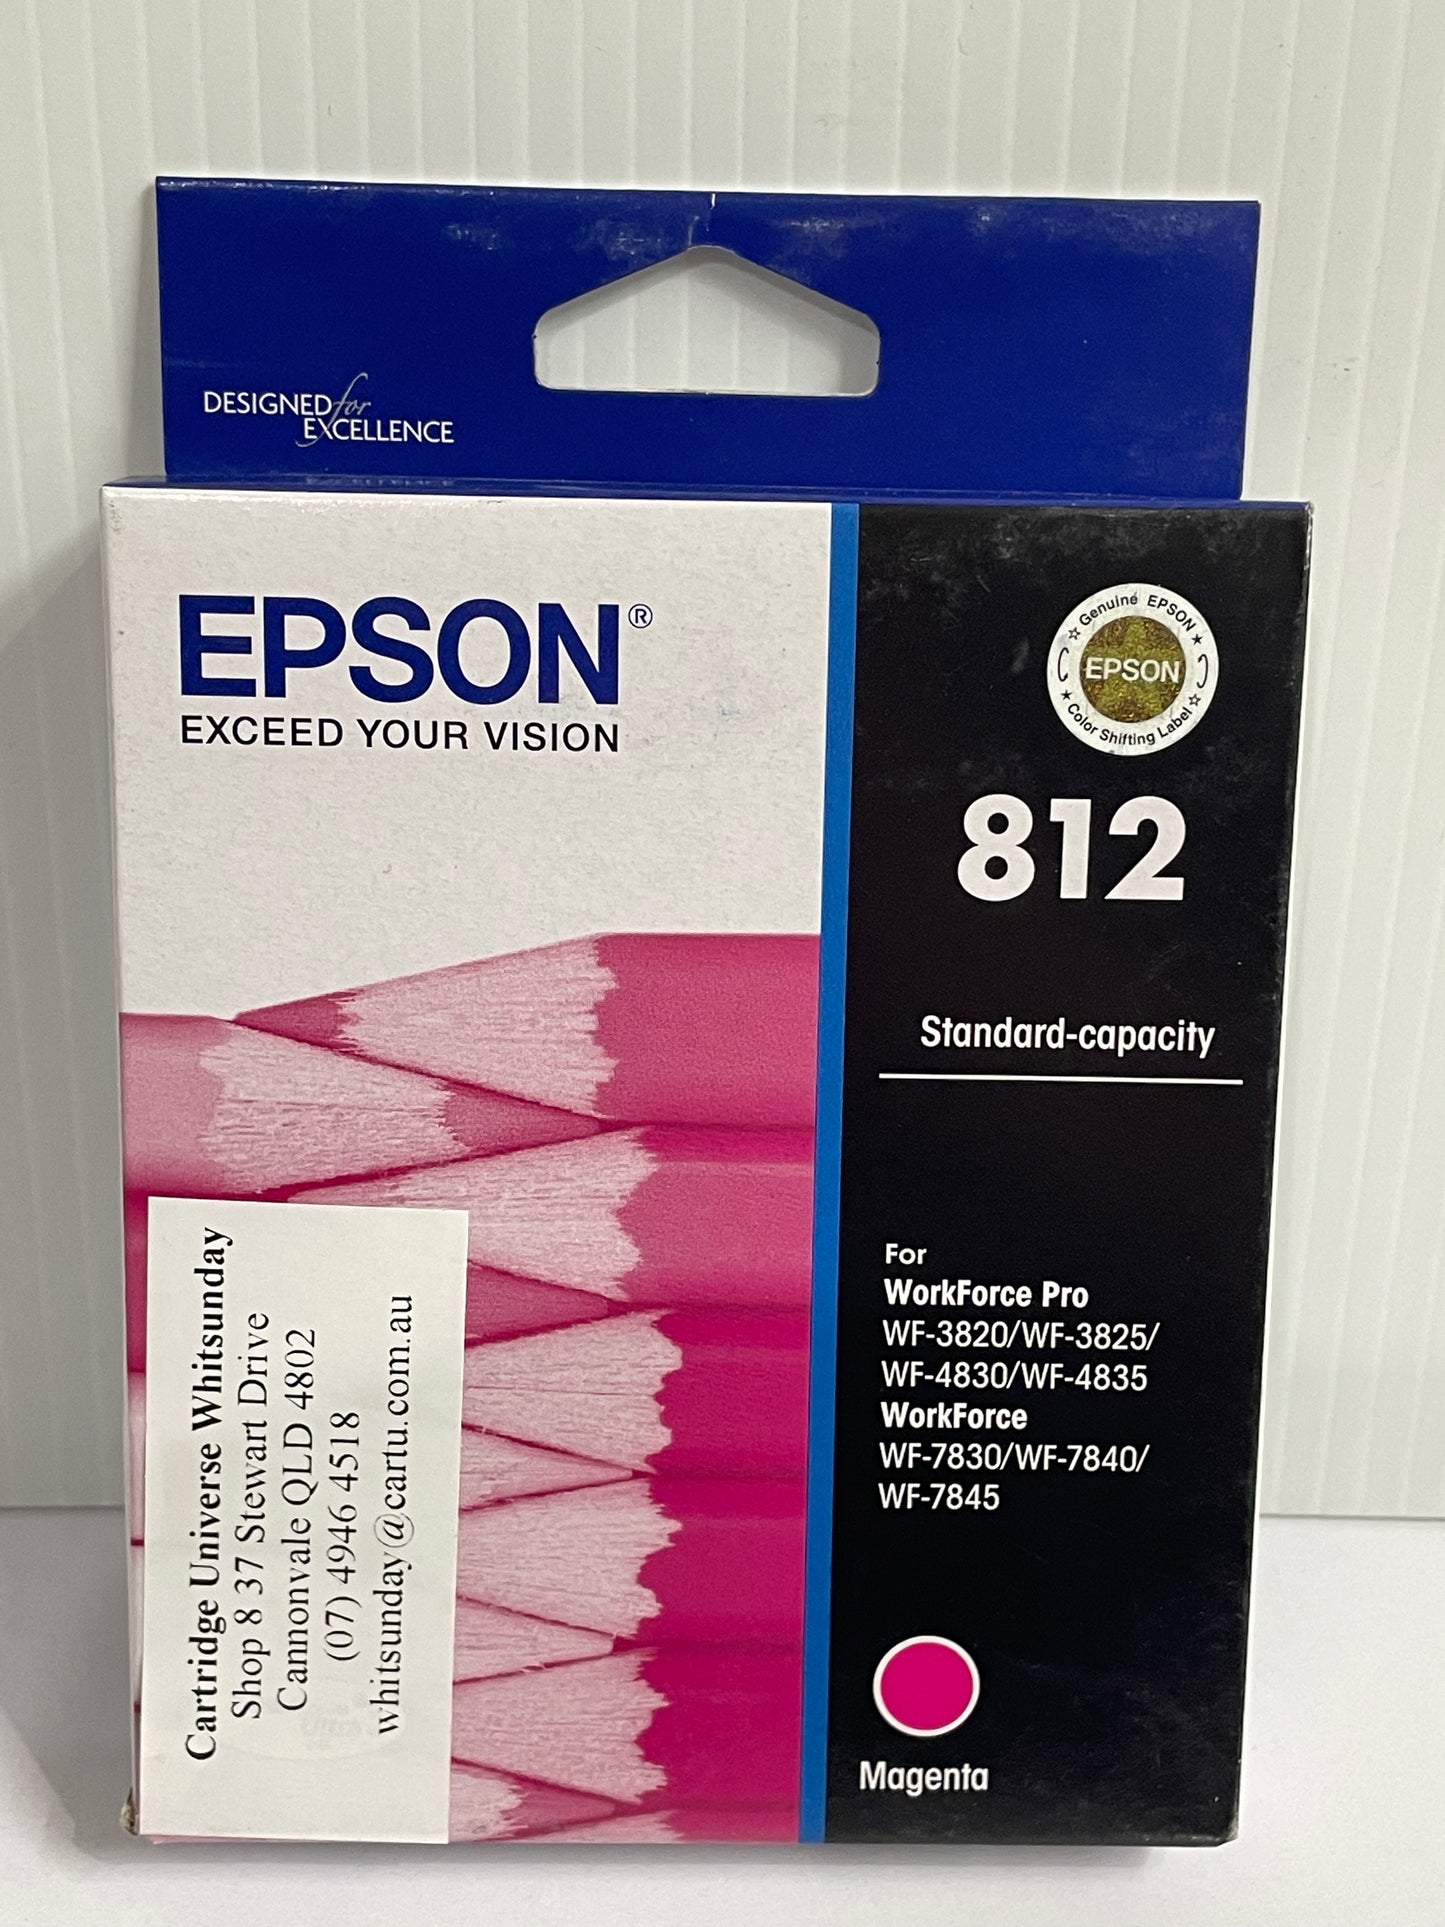 DESIGNED for
EXCELLENCE
EPSON®
EXCEED YOUR VISION
Genuine EPSON
EPSON
Color Shifting Label
812
Standard-capacity
For
WorkForce Pro
WF-3820/WF-3825/
WF-4830/WF-4835
WorkForce
WF-7830/WF-7840/
WF-7845
Magenta
Cartridge Universe Whitsunday
Shop 8 37 Stewart Drive
Cannonvale QLD 4802
(07) 4946 4518
whitsunday@cartu.com.au